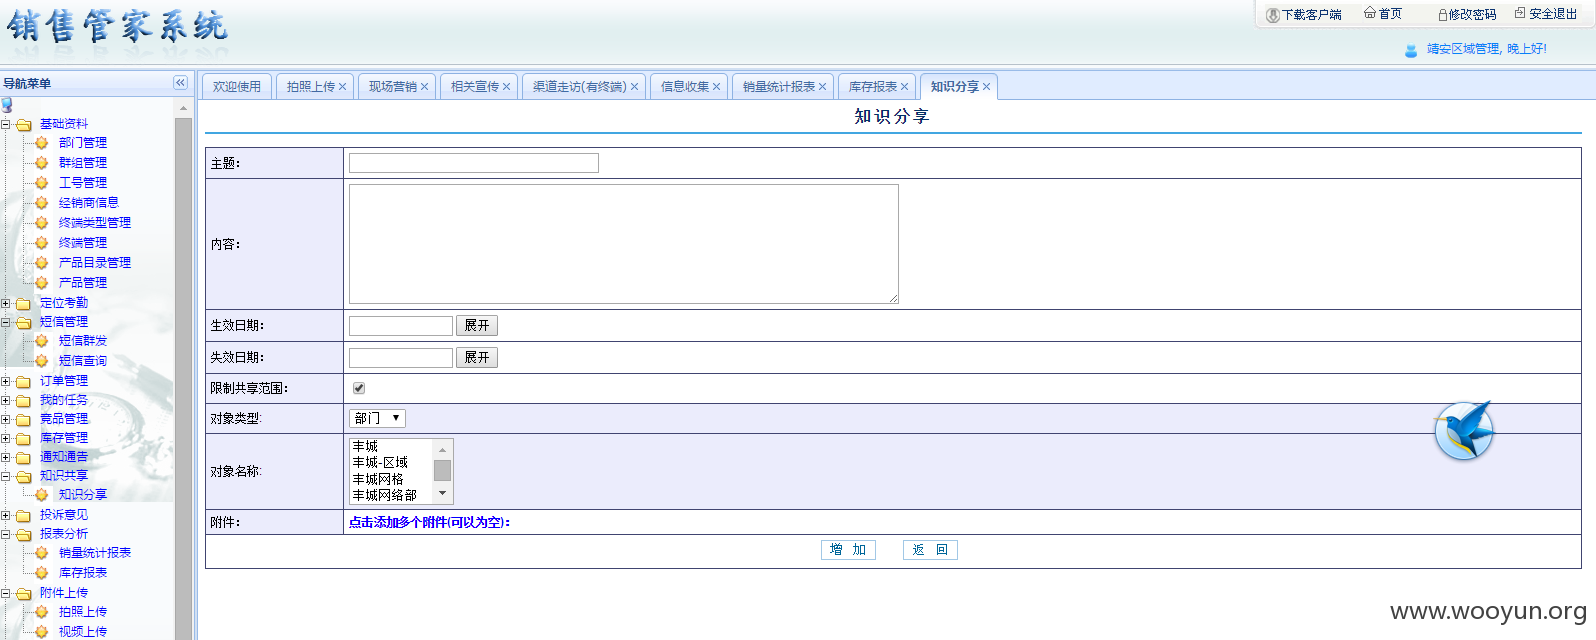 销售管家系统
下载客户端 首页 修改密码 安全退出
靖安区域管理, 晚上好!
导航菜单
基础资料
部门管理
群组管理
工号管理
经销商信息
终端类型管理
终端管理
产品目录管理
产品管理
定位考勤
短信管理
短信群发
短信查询
订单管理
我的任务
竞品管理
库存管理
通知通告
知识共享
知识分享
投诉意见
报表分析
销量统计报表
库存报表
附件上传
拍照上传
视频上传
欢迎使用 拍照上传 现场营销 相关宣传 渠道走访(有终端) 信息收集 销量统计报表 库存报表 知识分享
知识分享
主题：
内容：
生效日期： 展开
失效日期： 展开
限制共享范围：
对象类型: 部门
对象名称:
丰城
丰城-区域
丰城网格
丰城网络部
附件： 点击添加多个附件(可以为空)：
增 加 返 回
www.wooyun.org